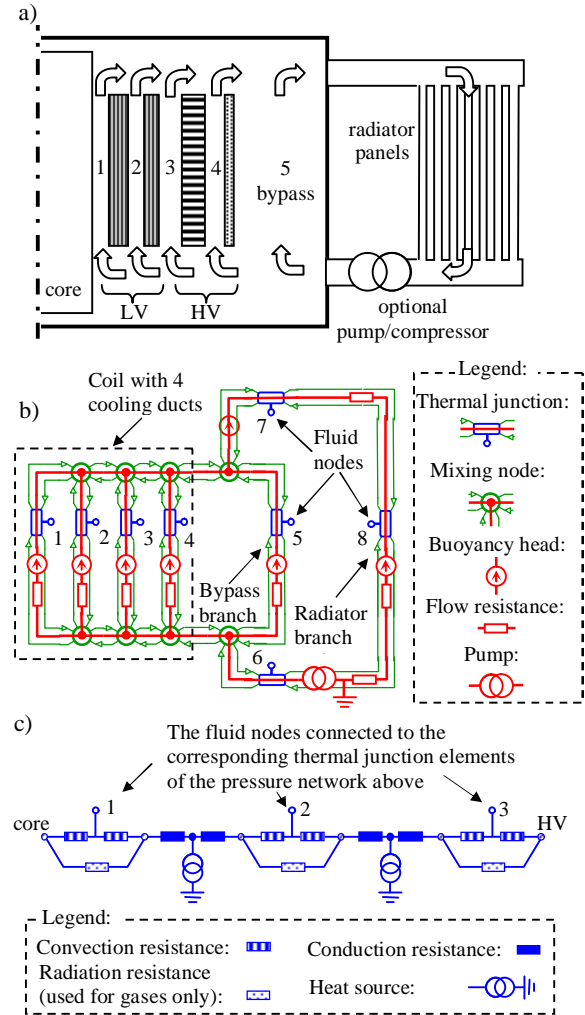 a)
1
2
3
4
5
bypass
radiator
panels
core
LV
HV
optional
pump/compressor
b)
Coil with 4
cooling ducts
7
Fluid
nodes
1
2
3
4
5
8
Bypass
branch
Radiator
branch
6
Legend:
Thermal junction:
Mixing node:
Buoyancy head:
Flow resistance:
Pump:
c)
The fluid nodes connected to the
corresponding thermal junction elements
of the pressure network above
core
1
2
3
HV
Legend:
Convection resistance:
Conduction resistance:
Radiation resistance
(used for gases only):
Heat source: